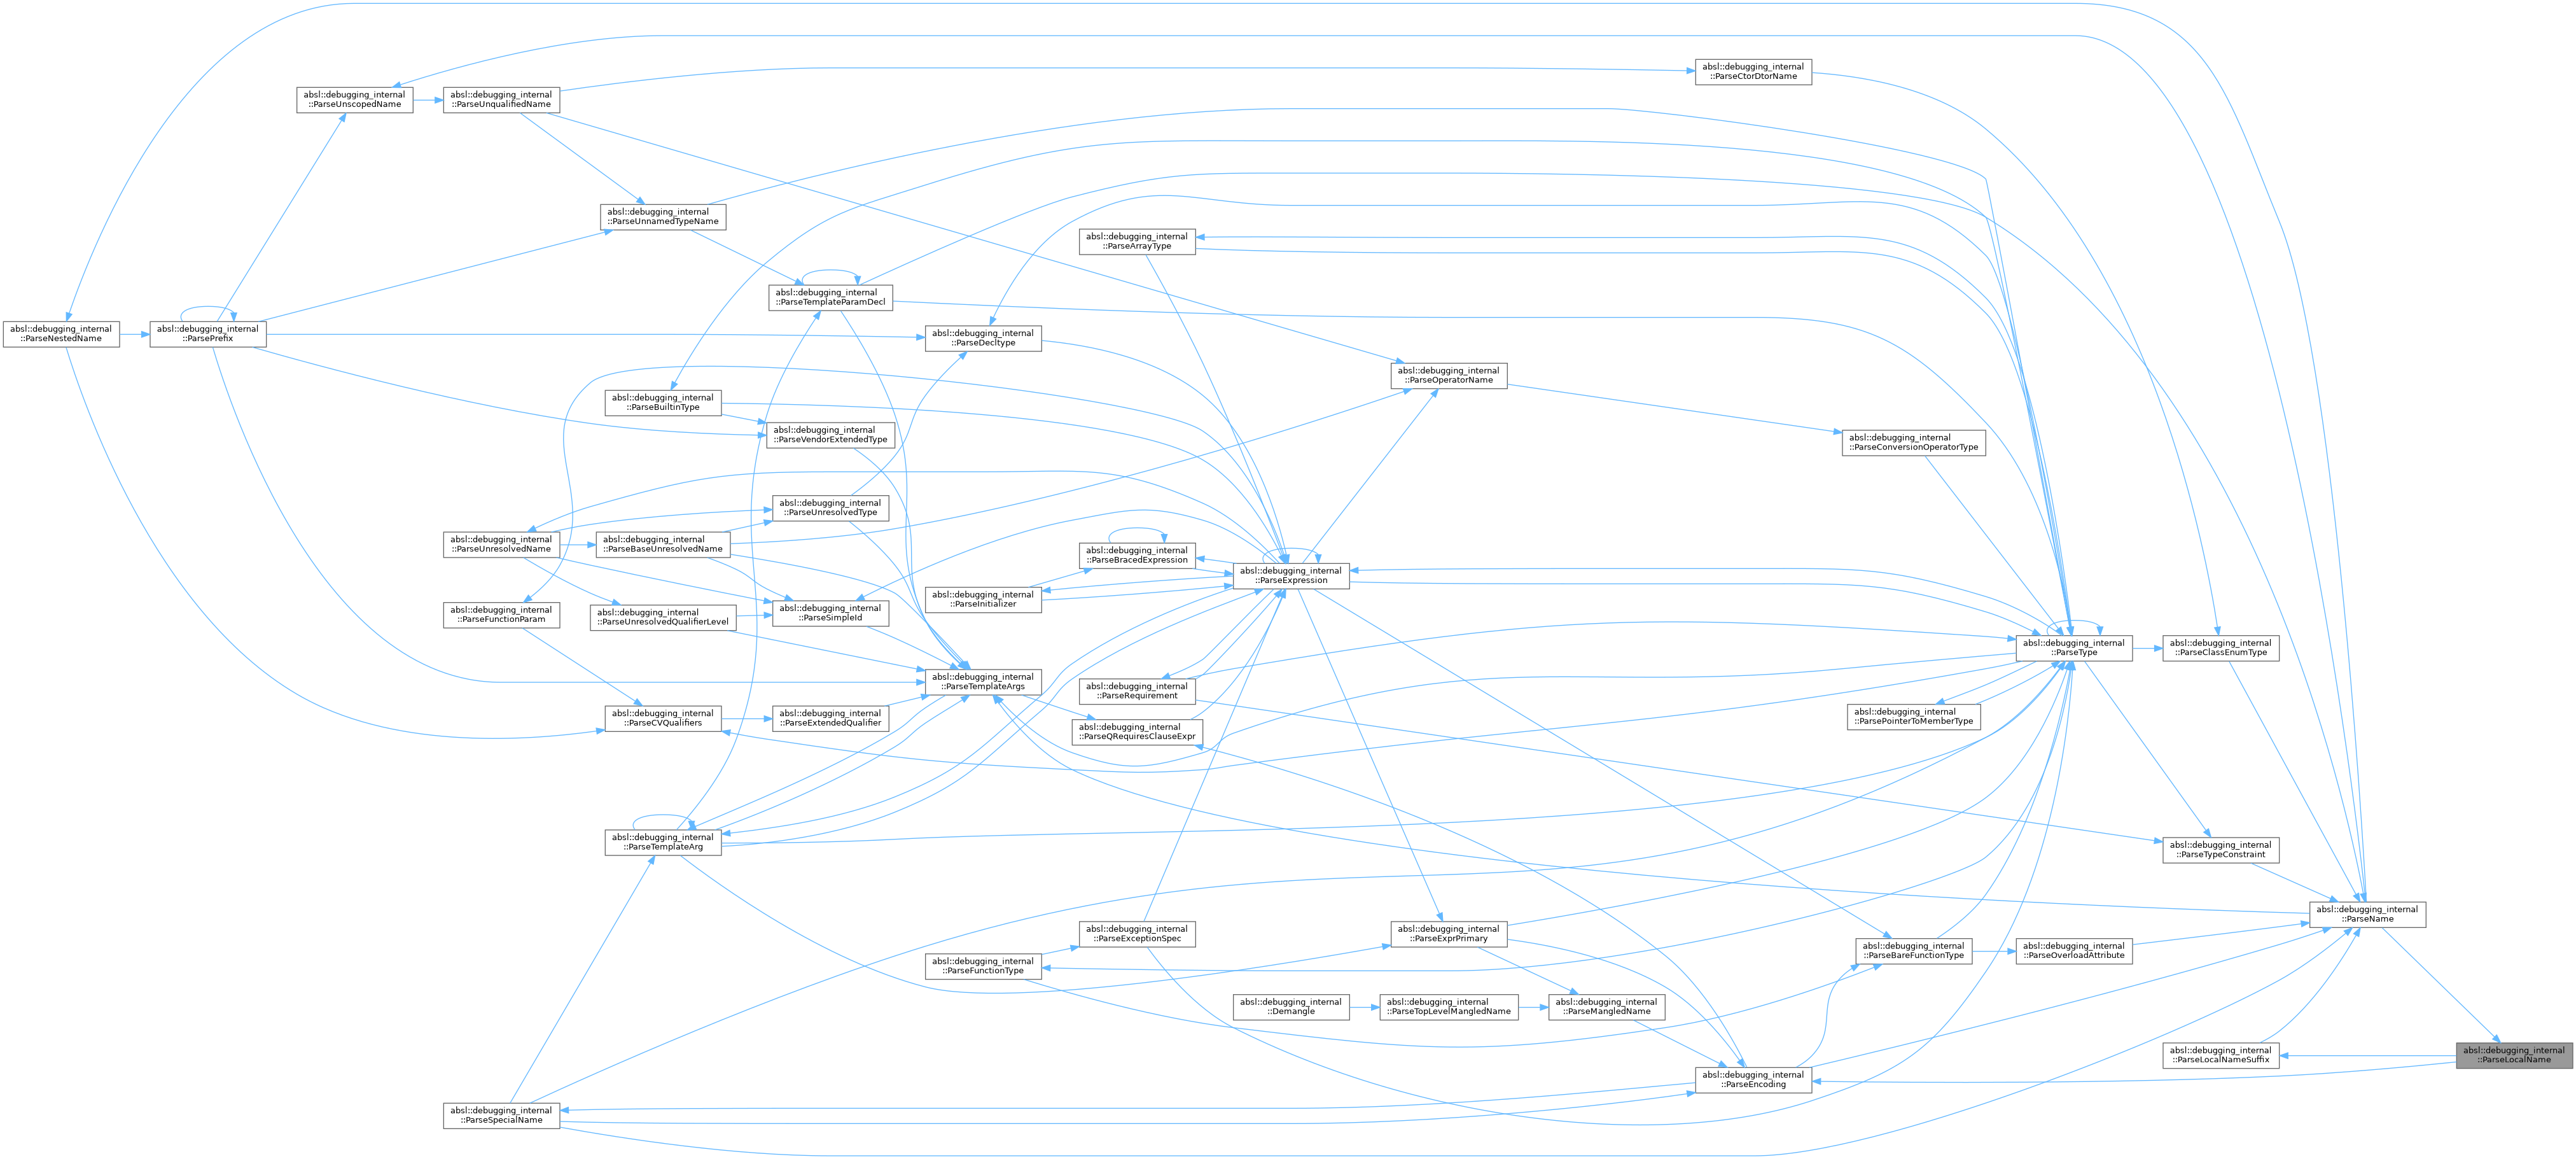 absl::debugging_internal
::ParseCtorDtorName
absl::debugging_internal
::ParseUnscopedName
absl::debugging_internal
::ParseUnqualifiedName
absl::debugging_internal
::ParseUnnamedTypeName
absl::debugging_internal
::ParseArrayType
absl::debugging_internal
::ParseTemplateParamDecl
absl::debugging_internal
::ParseNestedName
absl::debugging_internal
::ParsePrefix
absl::debugging_internal
::ParseDecltype
absl::debugging_internal
::ParseOperatorName
absl::debugging_internal
::ParseBuiltinType
absl::debugging_internal
::ParseVendorExtendedType
absl::debugging_internal
::ParseConversionOperatorType
absl::debugging_internal
::ParseUnresolvedType
absl::debugging_internal
::ParseUnresolvedName
absl::debugging_internal
::ParseBaseUnresolvedName
absl::debugging_internal
::ParseBracedExpression
absl::debugging_internal
::ParseExpression
absl::debugging_internal
::ParseInitializer
absl::debugging_internal
::ParseFunctionParam
absl::debugging_internal
::ParseUnresolvedQualifierLevel
absl::debugging_internal
::ParseSimpleId
absl::debugging_internal
::ParseType
absl::debugging_internal
::ParseClassEnumType
absl::debugging_internal
::ParseTemplateArgs
absl::debugging_internal
::ParseRequirement
absl::debugging_internal
::ParseCVQualifiers
absl::debugging_internal
::ParseExtendedQualifier
absl::debugging_internal
::ParseQRequiresClauseExpr
absl::debugging_internal
::ParsePointerToMemberType
absl::debugging_internal
::ParseTemplateArg
absl::debugging_internal
::ParseTypeConstraint
absl::debugging_internal
::ParseName
absl::debugging_internal
::ParseExceptionSpec
absl::debugging_internal
::ParseExprPrimary
absl::debugging_internal
::ParseBareFunctionType
absl::debugging_internal
::ParseOverloadAttribute
absl::debugging_internal
::ParseFunctionType
absl::debugging_internal
::Demangle
absl::debugging_internal
::ParseTopLevelMangledName
absl::debugging_internal
::ParseMangledName
absl::debugging_internal
::ParseLocalNameSuffix
absl::debugging_internal
::ParseLocalName
absl::debugging_internal
::ParseEncoding
absl::debugging_internal
::ParseSpecialName